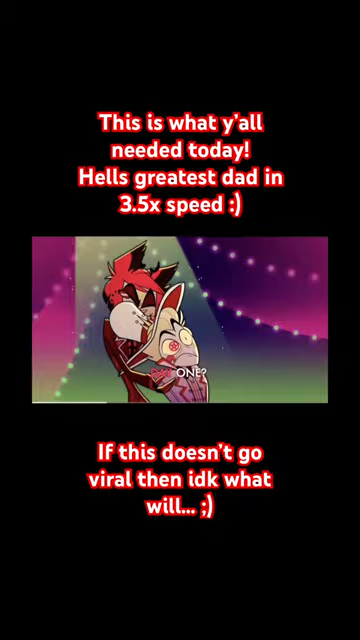 This is what y'all
needed today!
Hells greatest dad in
3.5x speed :)
ONE?
If this doesn't go
viral then idk what
will... ;)